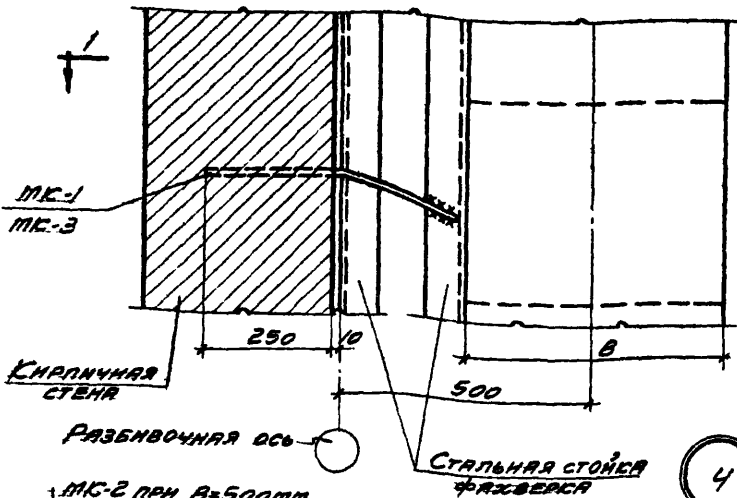 1
МК-1
МК-3
250
10
В
500
КИРПИЧНАЯ
СТЕНА
РАЗБИВОЧНАЯ ОСЬ
СТАЛЬНАЯ СТОЙКА
ФАХВЕРКА
4
МК-2 ПРИ В=500мм